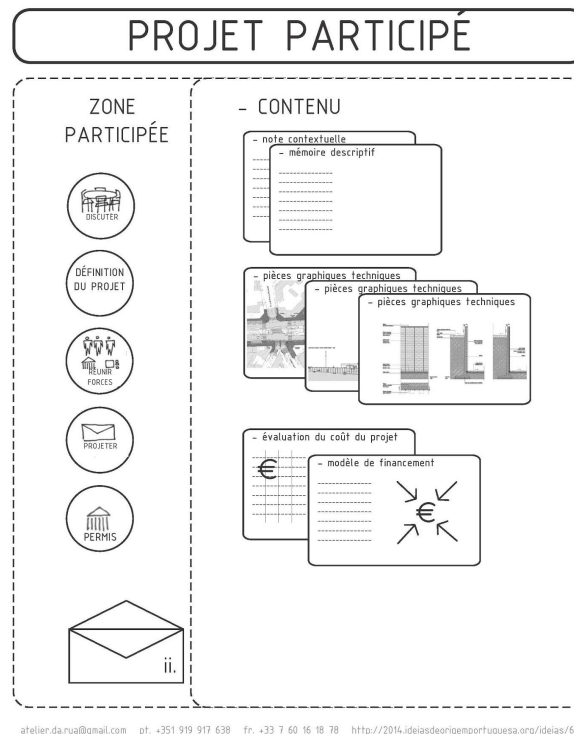 PROJET PARTICIPÉ
ZONE
PARTICIPÉE
DISCUTER
DÉFINITION
DU PROJET
RÉUNIR
FORCES
PROJETER
PERMIS
ii.
- CONTENU
- note contextuelle
- mémoire descriptif
- pièces graphiques techniques
- pièces graphiques techniques
- pièces graphiques techniques
- évaluation du coût du projet
€
- modèle de financement
€
atelier.da.rua@gmail.com pt. +351 919 917 638 fr. +33 7 60 16 18 78 http://2014.ideiasdeorigemportuguesa.org/ideias/6